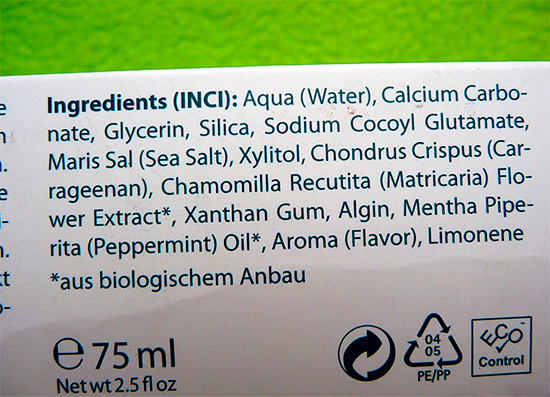 Ingredients (INCI): Aqua (Water), Calcium Carbo-
nate, Glycerin, Silica, Sodium Cocoyl Glutamate,
Maris Sal (Sea Salt), Xylitol, Chondrus Crispus (Car-
rageenan), Chamomilla Recutita (Matricaria) Flo-
wer Extract*, Xanthan Gum, Algin, Mentha Pipe-
rita (Peppermint) Oil*, Aroma (Flavor), Limonene
*aus biologischem Anbau
℮ 75 ml
Net wt 2.5 fl oz
04
05
PE/PP
ECO
Control